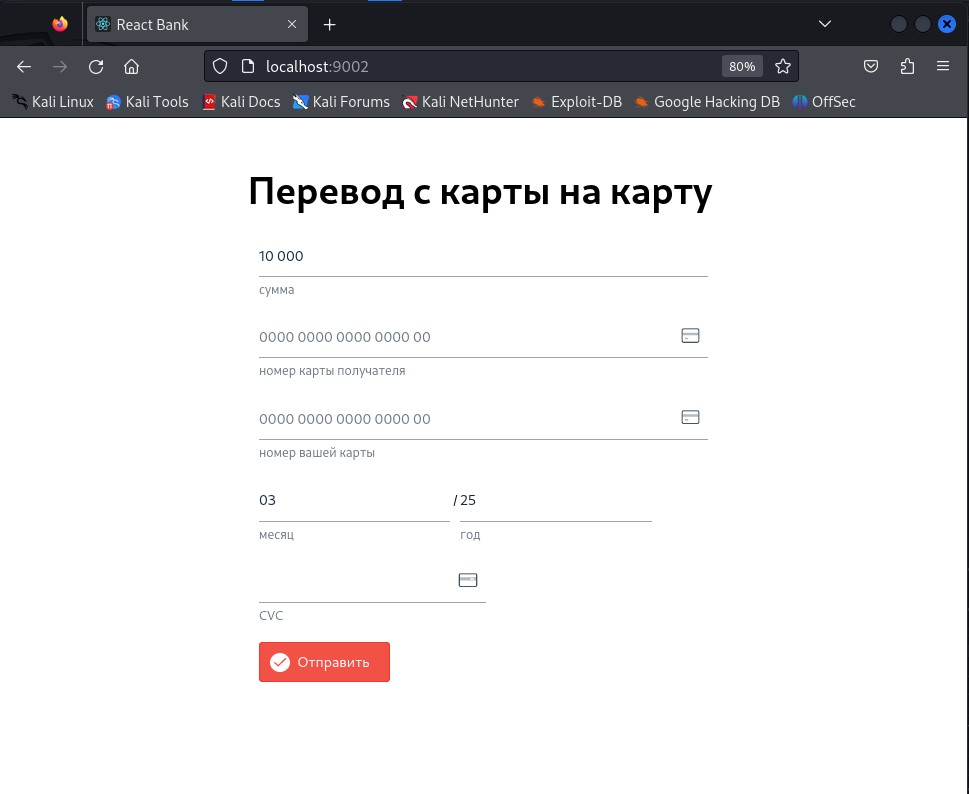 React Bank
localhost:9002 80%
Kali Linux Kali Tools Kali Docs Kali Forums Kali NetHunter Exploit-DB Google Hacking DB OffSec
Перевод с карты на карту
10 000
сумма
0000 0000 0000 0000 00
номер карты получателя
0000 0000 0000 0000 00
номер вашей карты
03 / 25
месяц год
CVC
Отправить